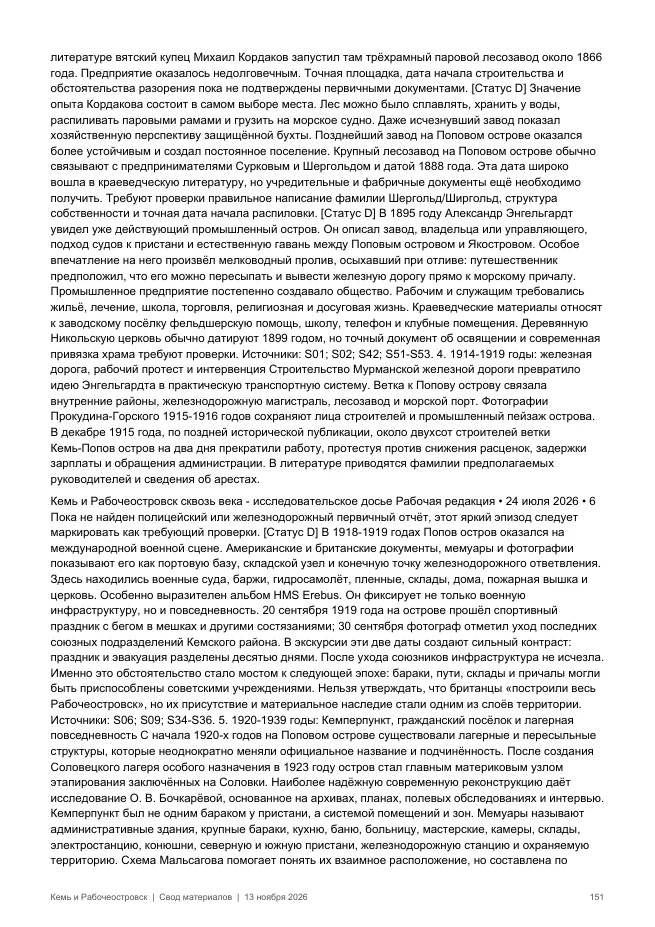 литературе вятский купец Михаил Кордаков запустил там трёхрамный паровой лесозавод около 1866
года. Предприятие оказалось недолговечным. Точная площадка, дата начала строительства и
обстоятельства разорения пока не подтверждены первичными документами. [Статус D] Значение
опыта Кордакова состоит в самом выборе места. Лес можно было сплавлять, хранить у воды,
распиливать паровыми рамами и грузить на морское судно. Даже исчезнувший завод показал
хозяйственную перспективу защищённой бухты. Позднейший завод на Поповом острове оказался
более устойчивым и создал постоянное поселение. Крупный лесозавод на Поповом острове обычно
связывают с предпринимателями Сурковым и Шергольдом и датой 1888 года. Эта дата широко
вошла в краеведческую литературу, но учредительные и фабричные документы ещё необходимо
получить. Требуют проверки правильное написание фамилии Шергольд/Ширгольд, структура
собственности и точная дата начала распиловки. [Статус D] В 1895 году Александр Энгельгардт
увидел уже действующий промышленный остров. Он описал завод, владельца или управляющего,
подход судов к пристани и естественную гавань между Поповым островом и Якостровом. Особое
впечатление на него произвёл мелководный пролив, осыхавший при отливе: путешественник
предположил, что его можно пересыпать и вывести железную дорогу прямо к морскому причалу.
Промышленное предприятие постепенно создавало общество. Рабочим и служащим требовались
жильё, лечение, школа, торговля, религиозная и досуговая жизнь. Краеведческие материалы относят
к заводскому посёлку фельдшерскую помощь, школу, телефон и клубные помещения. Деревянную
Никольскую церковь обычно датируют 1899 годом, но точный документ об освящении и современная
привязка храма требуют проверки. Источники: S01; S02; S42; S51-S53. 4. 1914-1919 годы: железная
дорога, рабочий протест и интервенция Строительство Мурманской железной дороги превратило
идею Энгельгардта в практическую транспортную систему. Ветка к Попову острову связала
внутренние районы, железнодорожную магистраль, лесозавод и морской порт. Фотографии
Прокудина-Горского 1915-1916 годов сохраняют лица строителей и промышленный пейзаж острова.
В декабре 1915 года, по поздней исторической публикации, около двухсот строителей ветки
Кемь-Попов остров на два дня прекратили работу, протестуя против снижения расценок, задержки
зарплаты и обращения администрации. В литературе приводятся фамилии предполагаемых
руководителей и сведения об арестах.
Кемь и Рабочеостровск сквозь века - исследовательское досье Рабочая редакция • 24 июля 2026 • 6
Пока не найден полицейский или железнодорожный первичный отчёт, этот яркий эпизод следует
маркировать как требующий проверки. [Статус D] В 1918-1919 годах Попов остров оказался на
международной военной сцене. Американские и британские документы, мемуары и фотографии
показывают его как портовую базу, складской узел и конечную точку железнодорожного ответвления.
Здесь находились военные суда, баржи, гидросамолёт, пленные, склады, дома, пожарная вышка и
церковь. Особенно выразителен альбом HMS Erebus. Он фиксирует не только военную
инфраструктуру, но и повседневность. 20 сентября 1919 года на острове прошёл спортивный
праздник с бегом в мешках и другими состязаниями; 30 сентября фотограф отметил уход последних
союзных подразделений Кемского района. В экскурсии эти две даты создают сильный контраст:
праздник и эвакуация разделены десятью днями. После ухода союзников инфраструктура не исчезла.
Именно это обстоятельство стало мостом к следующей эпохе: бараки, пути, склады и причалы могли
быть приспособлены советскими учреждениями. Нельзя утверждать, что британцы «построили весь
Рабочеостровск», но их присутствие и материальное наследие стали одним из слоёв территории.
Источники: S06; S09; S34-S36. 5. 1920-1939 годы: Кемперпункт, гражданский посёлок и лагерная
повседневность С начала 1920-х годов на Поповом острове существовали лагерные и пересыльные
структуры, которые неоднократно меняли официальное название и подчинённость. После создания
Соловецкого лагеря особого назначения в 1923 году остров стал главным материковым узлом
этапирования заключённых на Соловки. Наиболее надёжную современную реконструкцию даёт
исследование О. В. Бочкарёвой, основанное на архивах, планах, полевых обследованиях и интервью.
Кемперпункт был не одним бараком у пристани, а системой помещений и зон. Мемуары называют
административные здания, крупные бараки, кухню, баню, больницу, мастерские, камеры, склады,
электростанцию, конюшни, северную и южную пристани, железнодорожную станцию и охраняемую
территорию. Схема Мальсагова помогает понять их взаимное расположение, но составлена по
Кемь и Рабочеостровск | Свод материалов | 13 ноября 2026
151